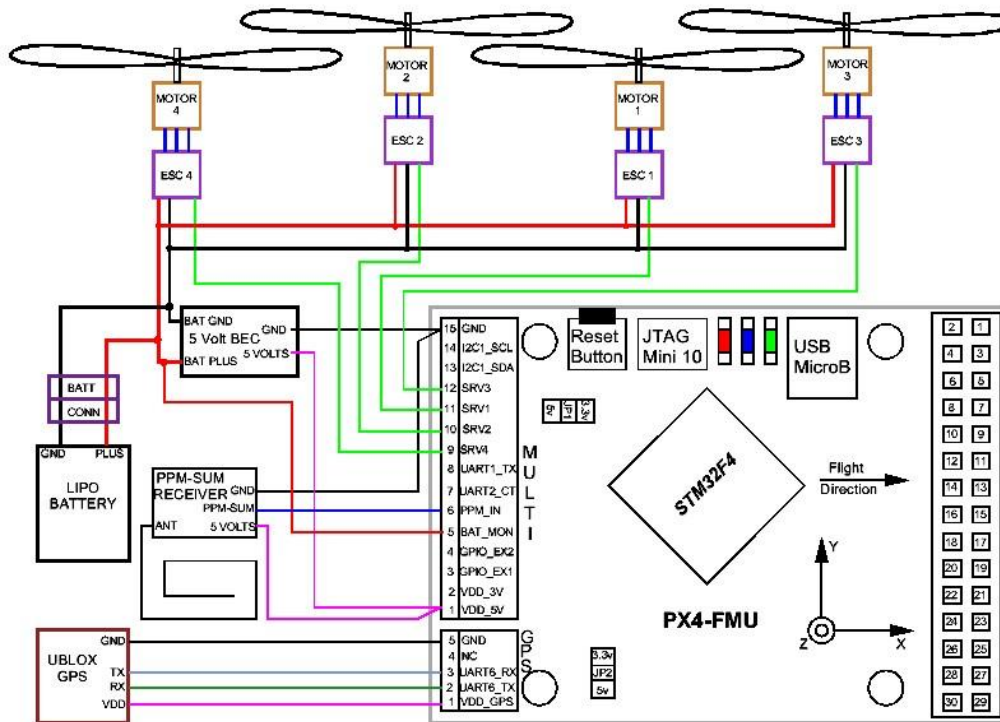 MOTOR
4
MOTOR
2
MOTOR
1
MOTOR
3
ESC 4
ESC 2
ESC 1
ESC 3
BAT GND
GND
5 Volt BEC
5 VOLTS
BAT PLUS
BATT
CONN
GND
PLUS
LIPO
BATTERY
PPM-SUM
RECEIVER
GND
PPM-SUM
5 VOLTS
ANT
UBLOX
GPS
GND
TX
RX
VDD
15 GND
14 I2C1_SCL
13 I2C1_SDA
12 SRV3
11 SRV1
10 SRV2
9 SRV4
8 UART1_TX
7 UART2_CT
6 PPM_IN
5 BAT_MON
4 GPIO_EX2
3 GPIO_EX1
2 VDD_3V
1 VDD_5V
MULTI
5 GND
4 NC
3 UART6_RX
2 UART6_TX
1 VDD_GPS
GPS
Reset
Button
JTAG
Mini 10
USB
MicroB
5v
JP1
3.3v
STM32F4
Flight
Direction
Y
X
Z
PX4-FMU
3.3v
JP2
5v
2 1
4 3
6 5
8 7
10 9
12 11
14 13
16 15
18 17
20 19
22 21
24 23
26 25
28 27
30 29